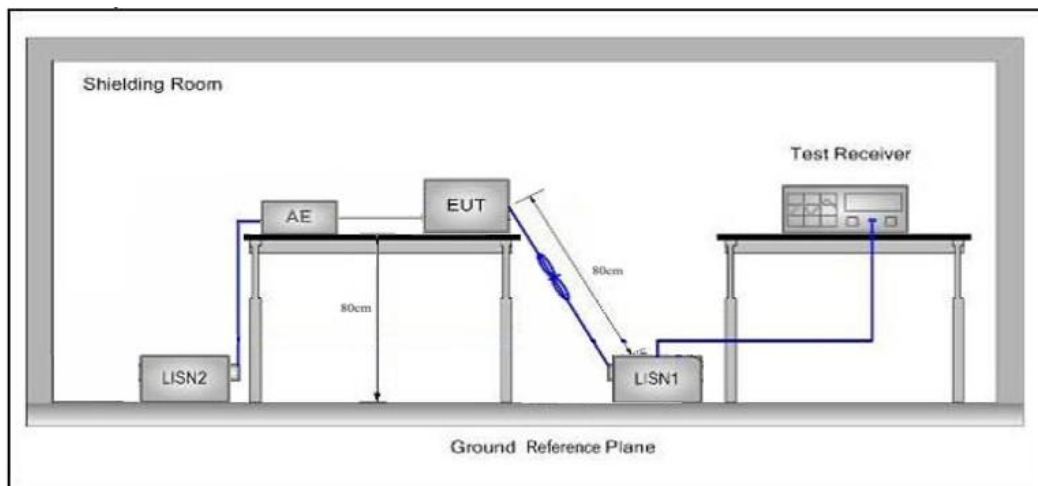 Shielding Room
Test Receiver
AE
EUT
80cm
80cm
LISN2
LISN1
Ground Reference Plane